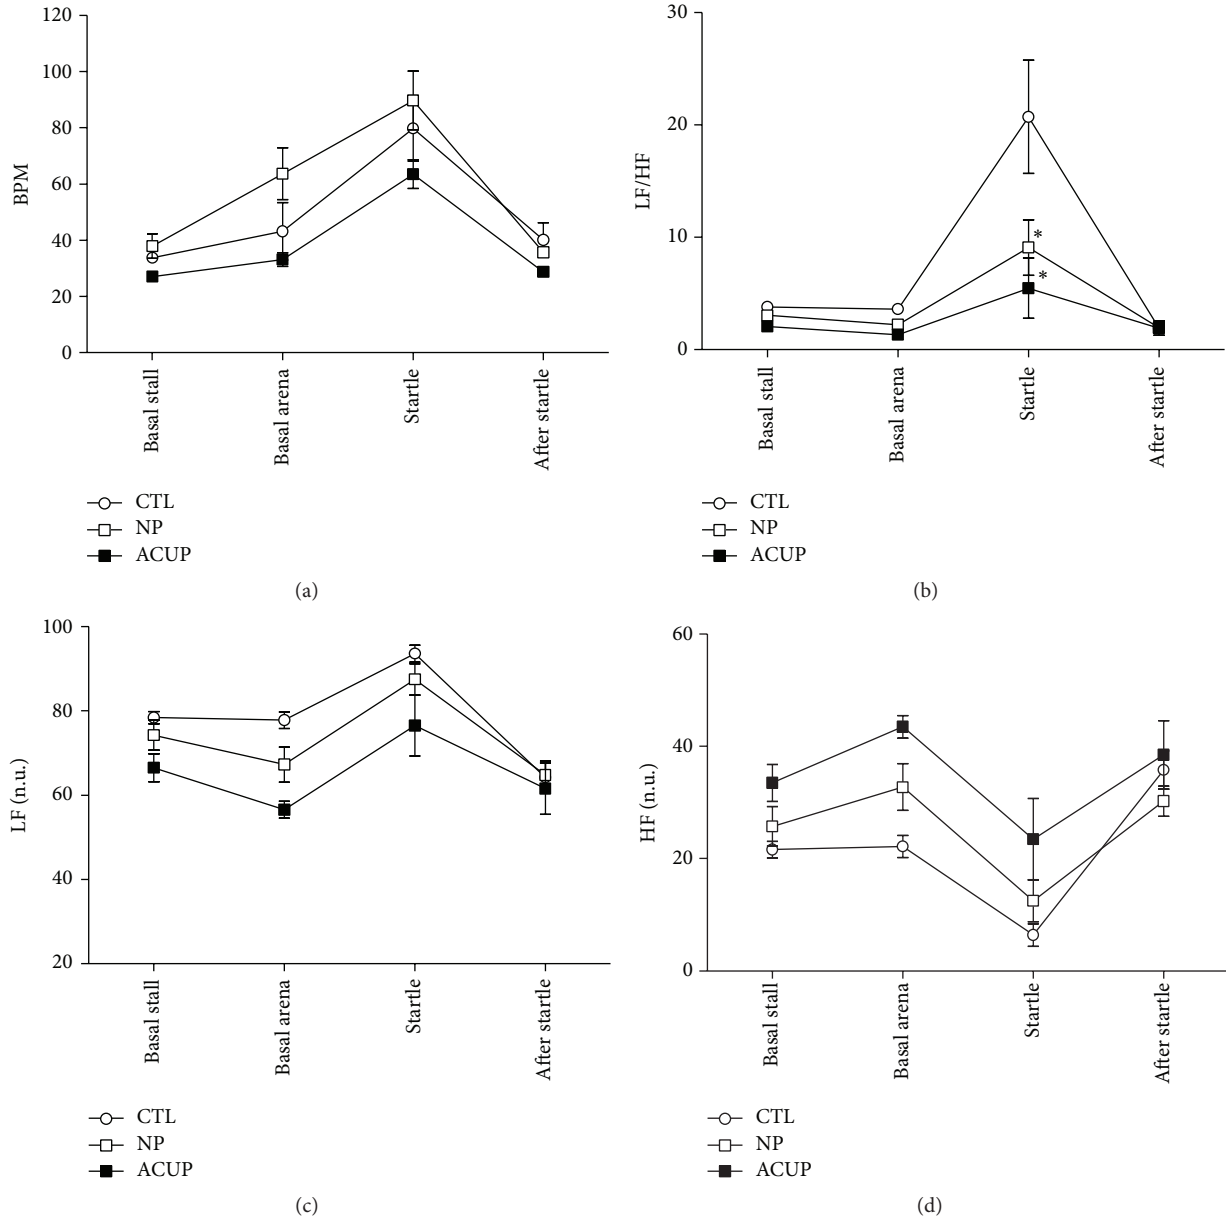 120
100
80
60
40
20
0
BPM
Basal stall
Basal arena
Startle
After startle
CTL
NP
ACUP
(a)
30
20
10
0
LF/HF
*
*
Basal stall
Basal arena
Startle
After startle
CTL
NP
ACUP
(b)
100
80
60
40
20
LF (n.u.)
Basal stall
Basal arena
Startle
After startle
CTL
NP
ACUP
(c)
60
40
20
0
HF (n.u.)
Basal stall
Basal arena
Startle
After startle
CTL
NP
ACUP
(d)